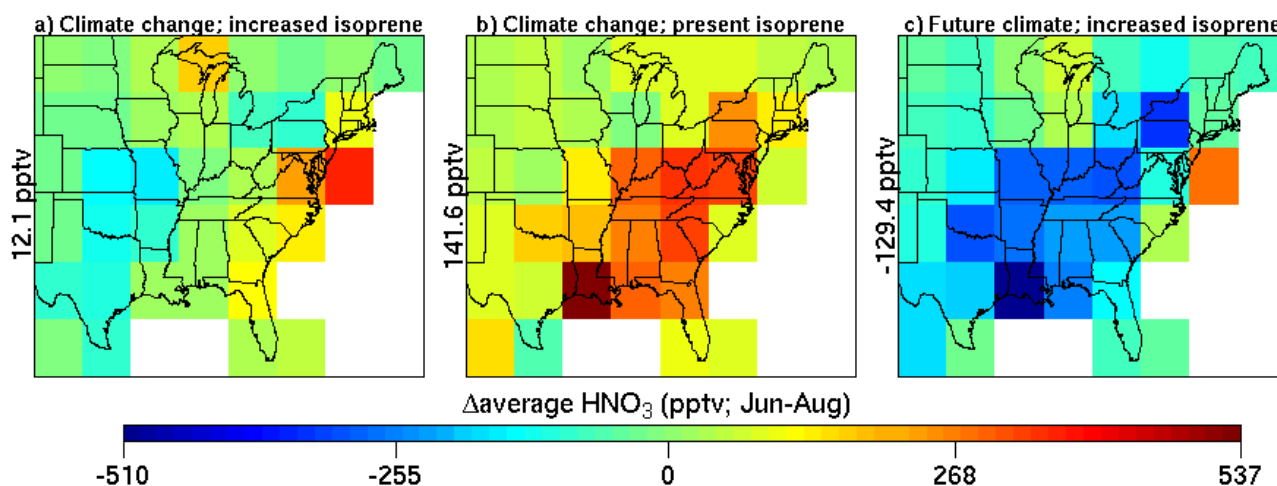 a) Climate change; increased isoprene
b) Climate change; present isoprene
c) Future climate; increased isoprene
12.1 pptv
141.6 pptv
-129.4 pptv
Δaverage HNO₃ (pptv; Jun-Aug)
-510
-255
0
268
537